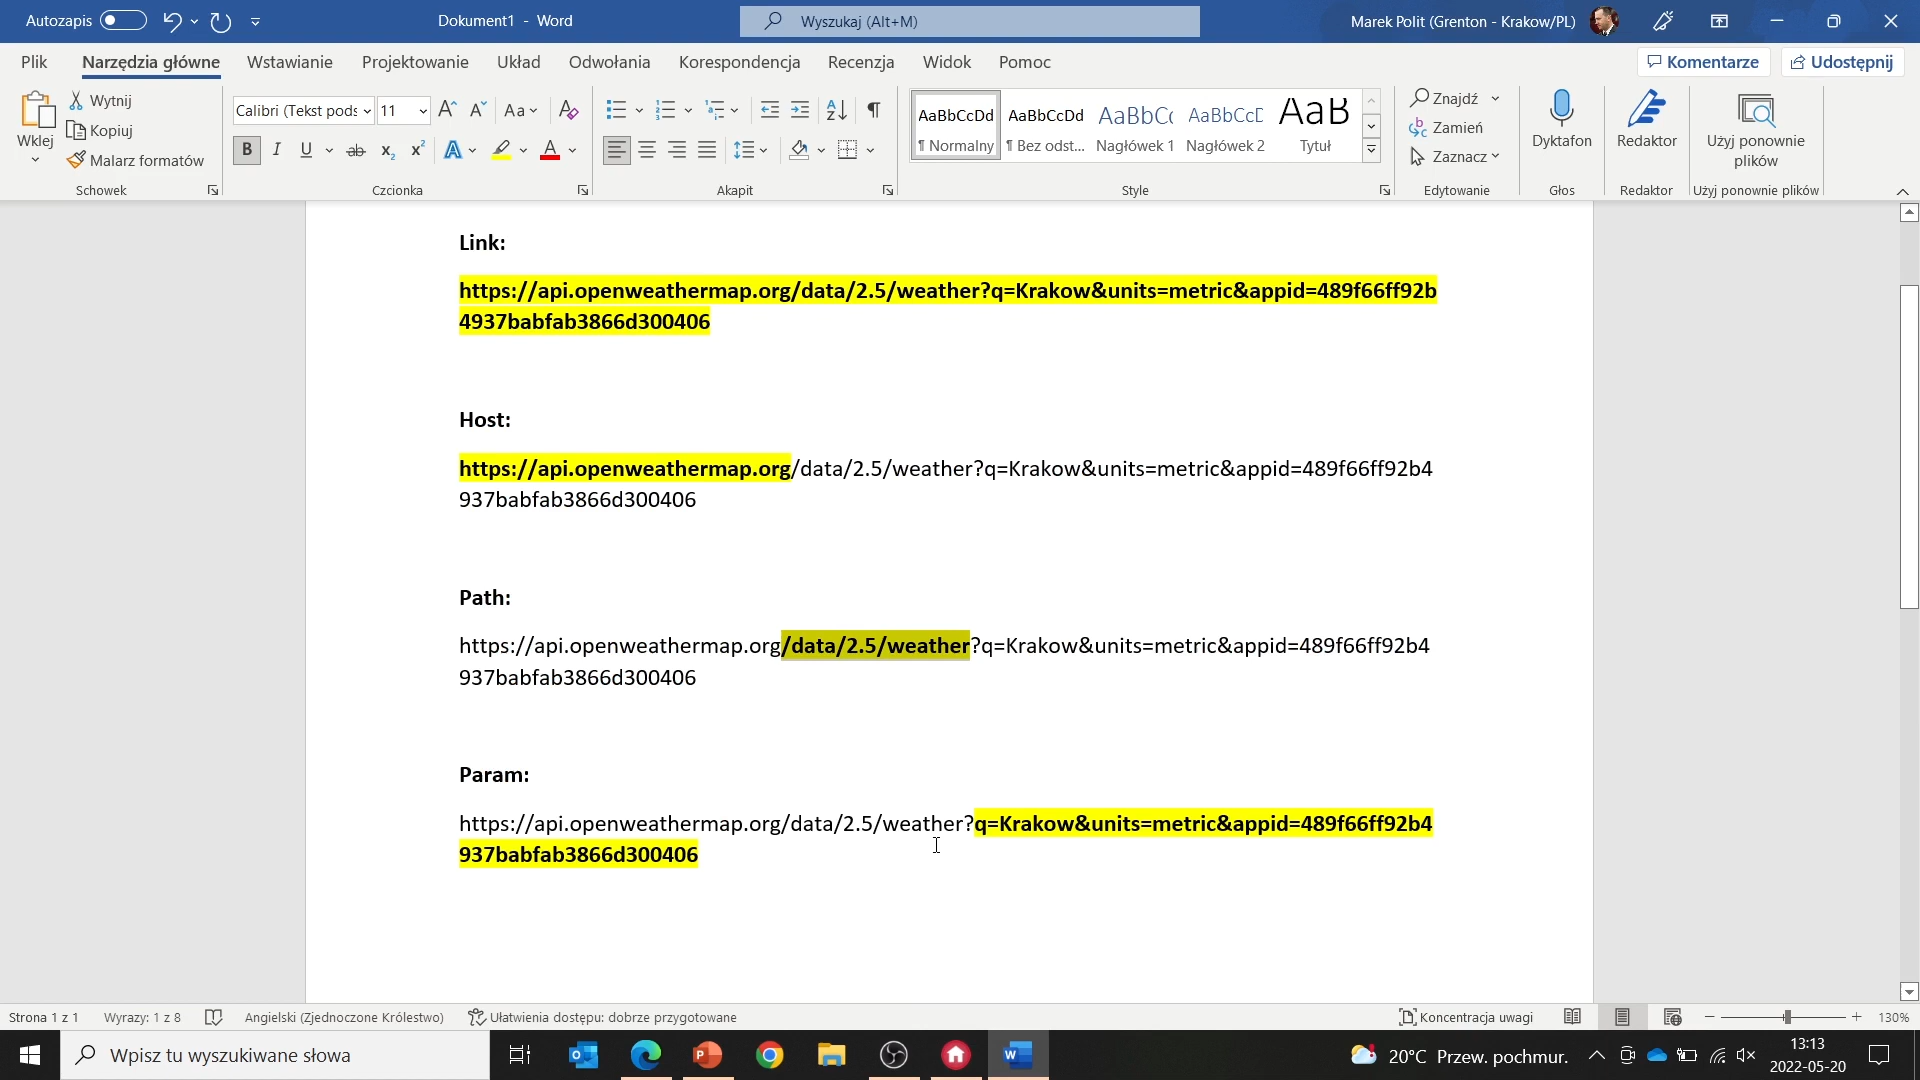 Autozapis
Dokument1 - Word
Wyszukaj (Alt+M)
Marek Polit (Grenton - Krakow/PL)
Plik Narzędzia główne Wstawianie Projektowanie Układ Odwołania Korespondencja Recenzja Widok Pomoc
Komentarze
Udostępnij
Wklej
Wytnij
Kopiuj
Malarz formatów
Schowek
Calibri (Tekst pods
11
Czcionka
Akapit
AaBbCcDd AaBbCcDd AaBbCc AaBbCcD AaB
¶ Normalny ¶ Bez odst... Nagłówek 1 Nagłówek 2 Tytuł
Style
Znajdź
Zamień
Zaznacz
Edytowanie
Dyktafon
Głos
Redaktor
Redaktor
Użyj ponownie
plików
Użyj ponownie plików
Link:
https://api.openweathermap.org/data/2.5/weather?q=Krakow&units=metric&appid=489f66ff92b
4937babfab3866d300406
Host:
https://api.openweathermap.org/data/2.5/weather?q=Krakow&units=metric&appid=489f66ff92b4
937babfab3866d300406
Path:
https://api.openweathermap.org/data/2.5/weather?q=Krakow&units=metric&appid=489f66ff92b4
937babfab3866d300406
Param:
https://api.openweathermap.org/data/2.5/weather?q=Krakow&units=metric&appid=489f66ff92b4
937babfab3866d300406
Strona 1 z 1 Wyrazy: 1 z 8 Angielski (Zjednoczone Królestwo) Ułatwienia dostępu: dobrze przygotowane
Koncentracja uwagi
130%
Wpisz tu wyszukiwane słowa
20°C Przew. pochmur.
13:13
2022-05-20